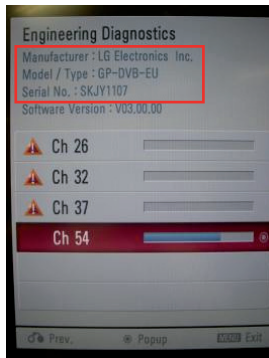 Engineering Diagnostics
Manufacturer : LG Electronics Inc.
Model / Type : GP-DVB-EU
Serial No. : SKJY1107
Software Version : V03.00.00
Ch 26
Ch 32
Ch 37
Ch 54
Prev. Popup MENU Exit